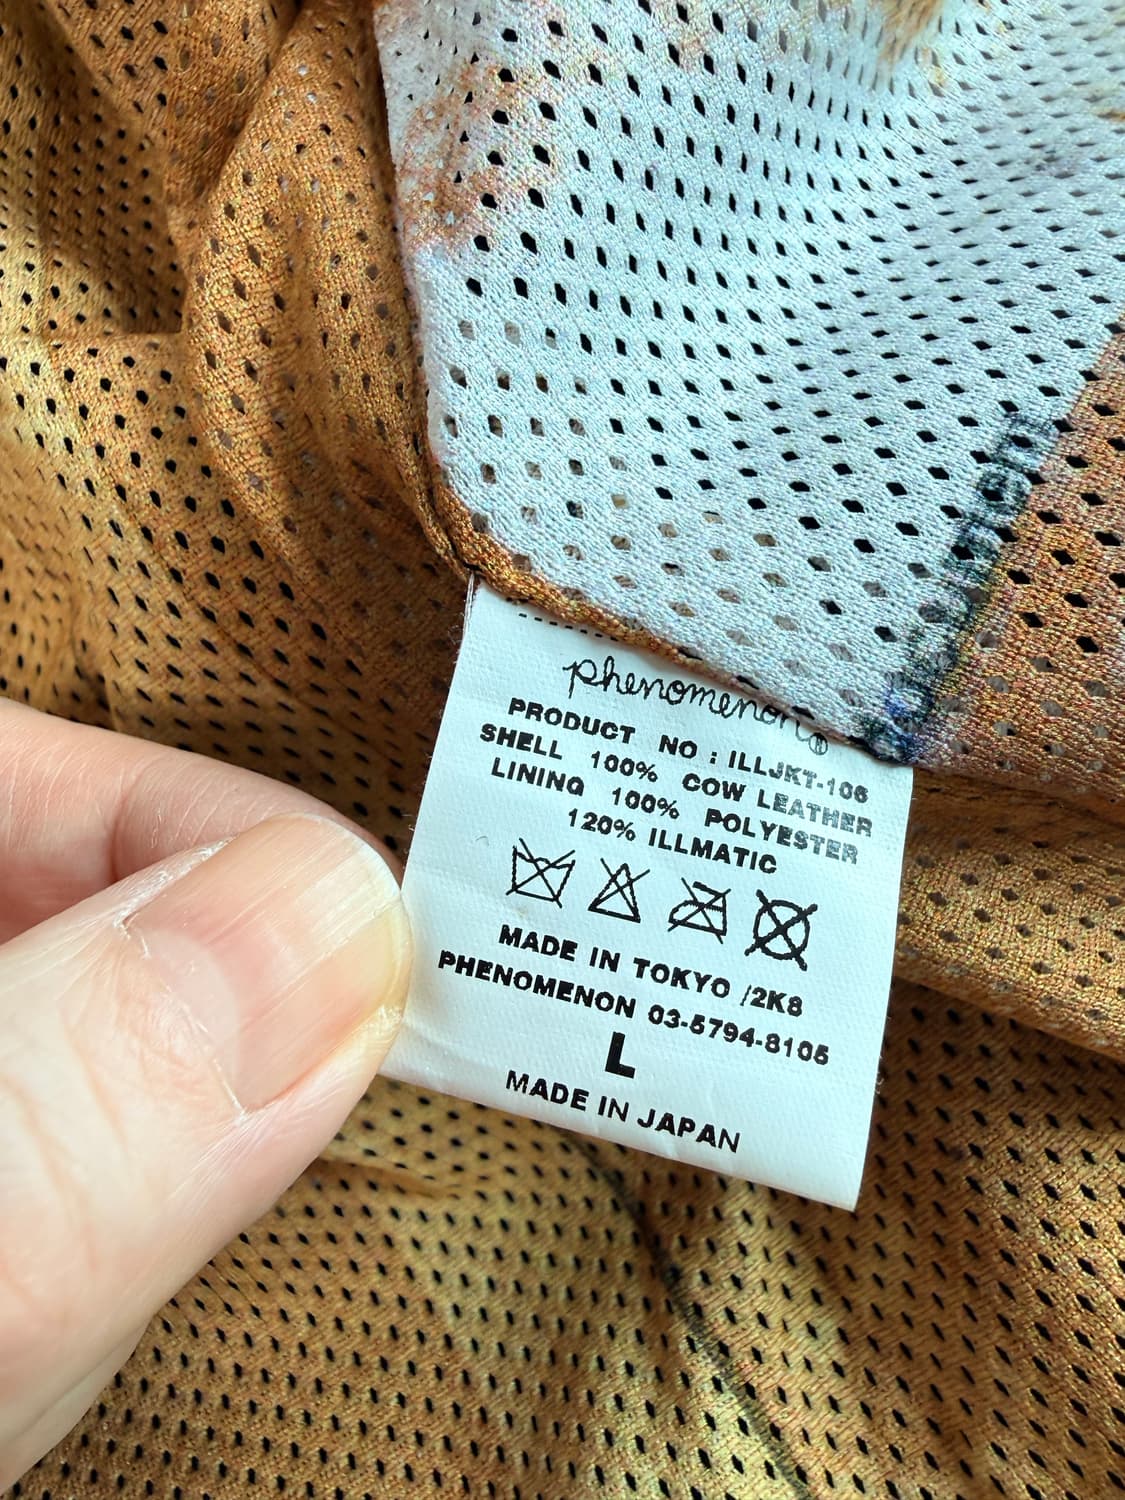 phenomenon®
PRODUCT NO : ILLJKT-106
SHELL 100% COW LEATHER
LINING 100% POLYESTER
120% ILLMATIC
MADE IN TOKYO /2K8
PHENOMENON 03-5794-8105
L
MADE IN JAPAN